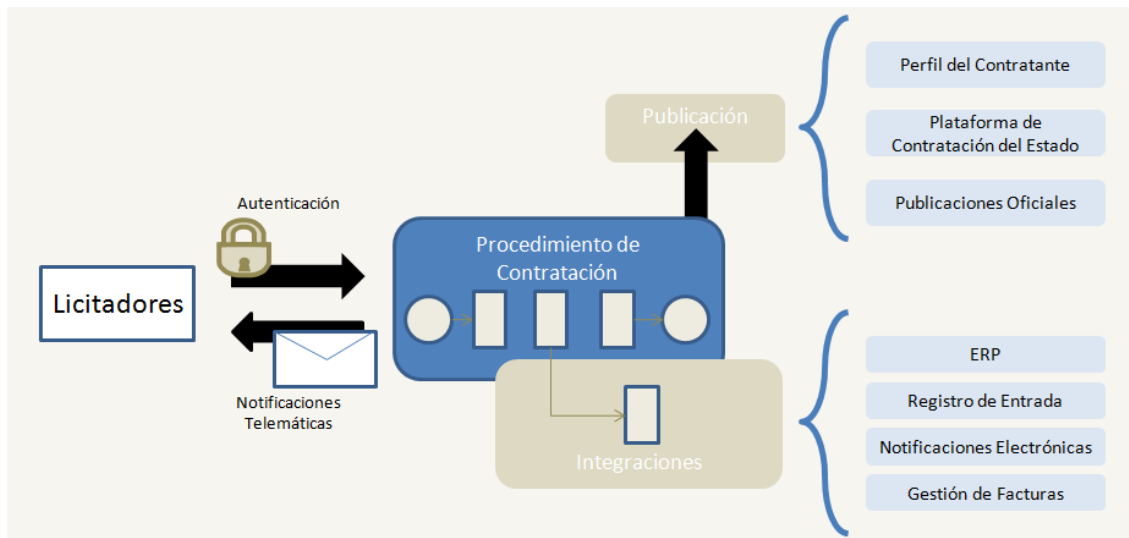 Perfil del Contratante
Publicación
Plataforma de
Contratación del Estado
Publicaciones Oficiales
Autenticación
Procedimiento de
Contratación
Licitadores
Notificaciones
Telemáticas
Integraciones
ERP
Registro de Entrada
Notificaciones Electrónicas
Gestión de Facturas